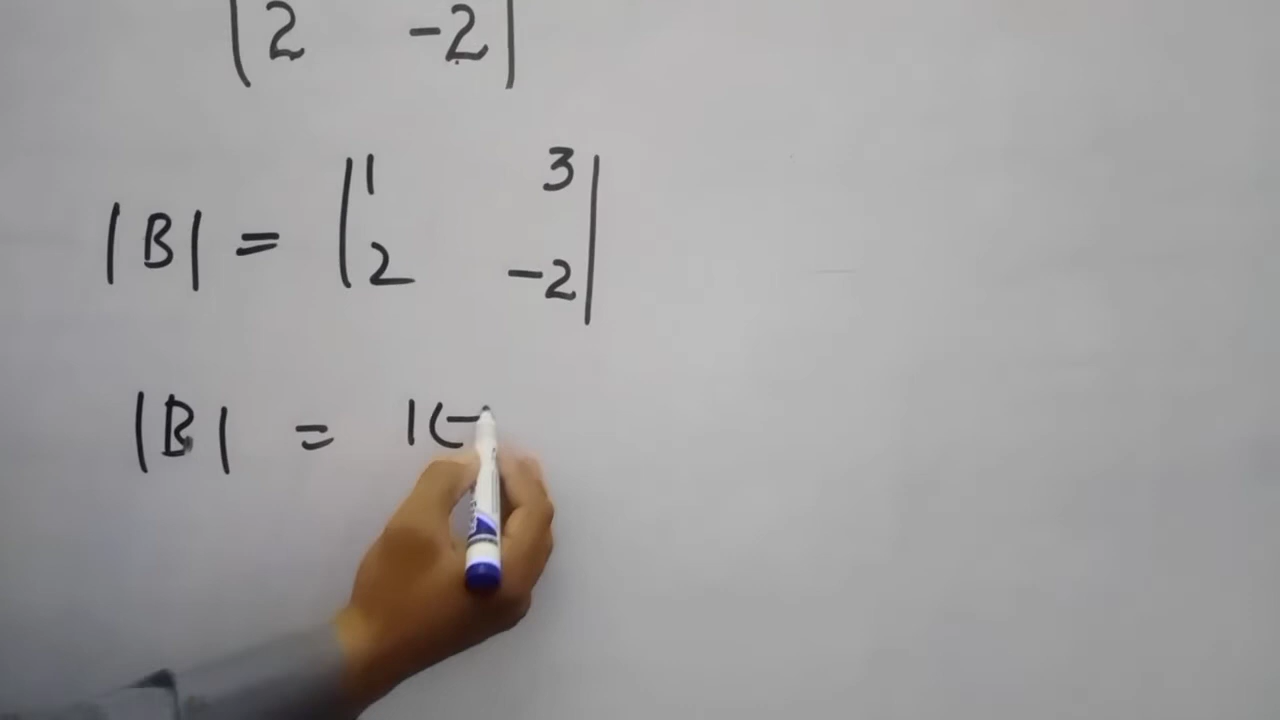 |2 -2|
|B| = |1 3|
|2 -2|
|B| = 1(-